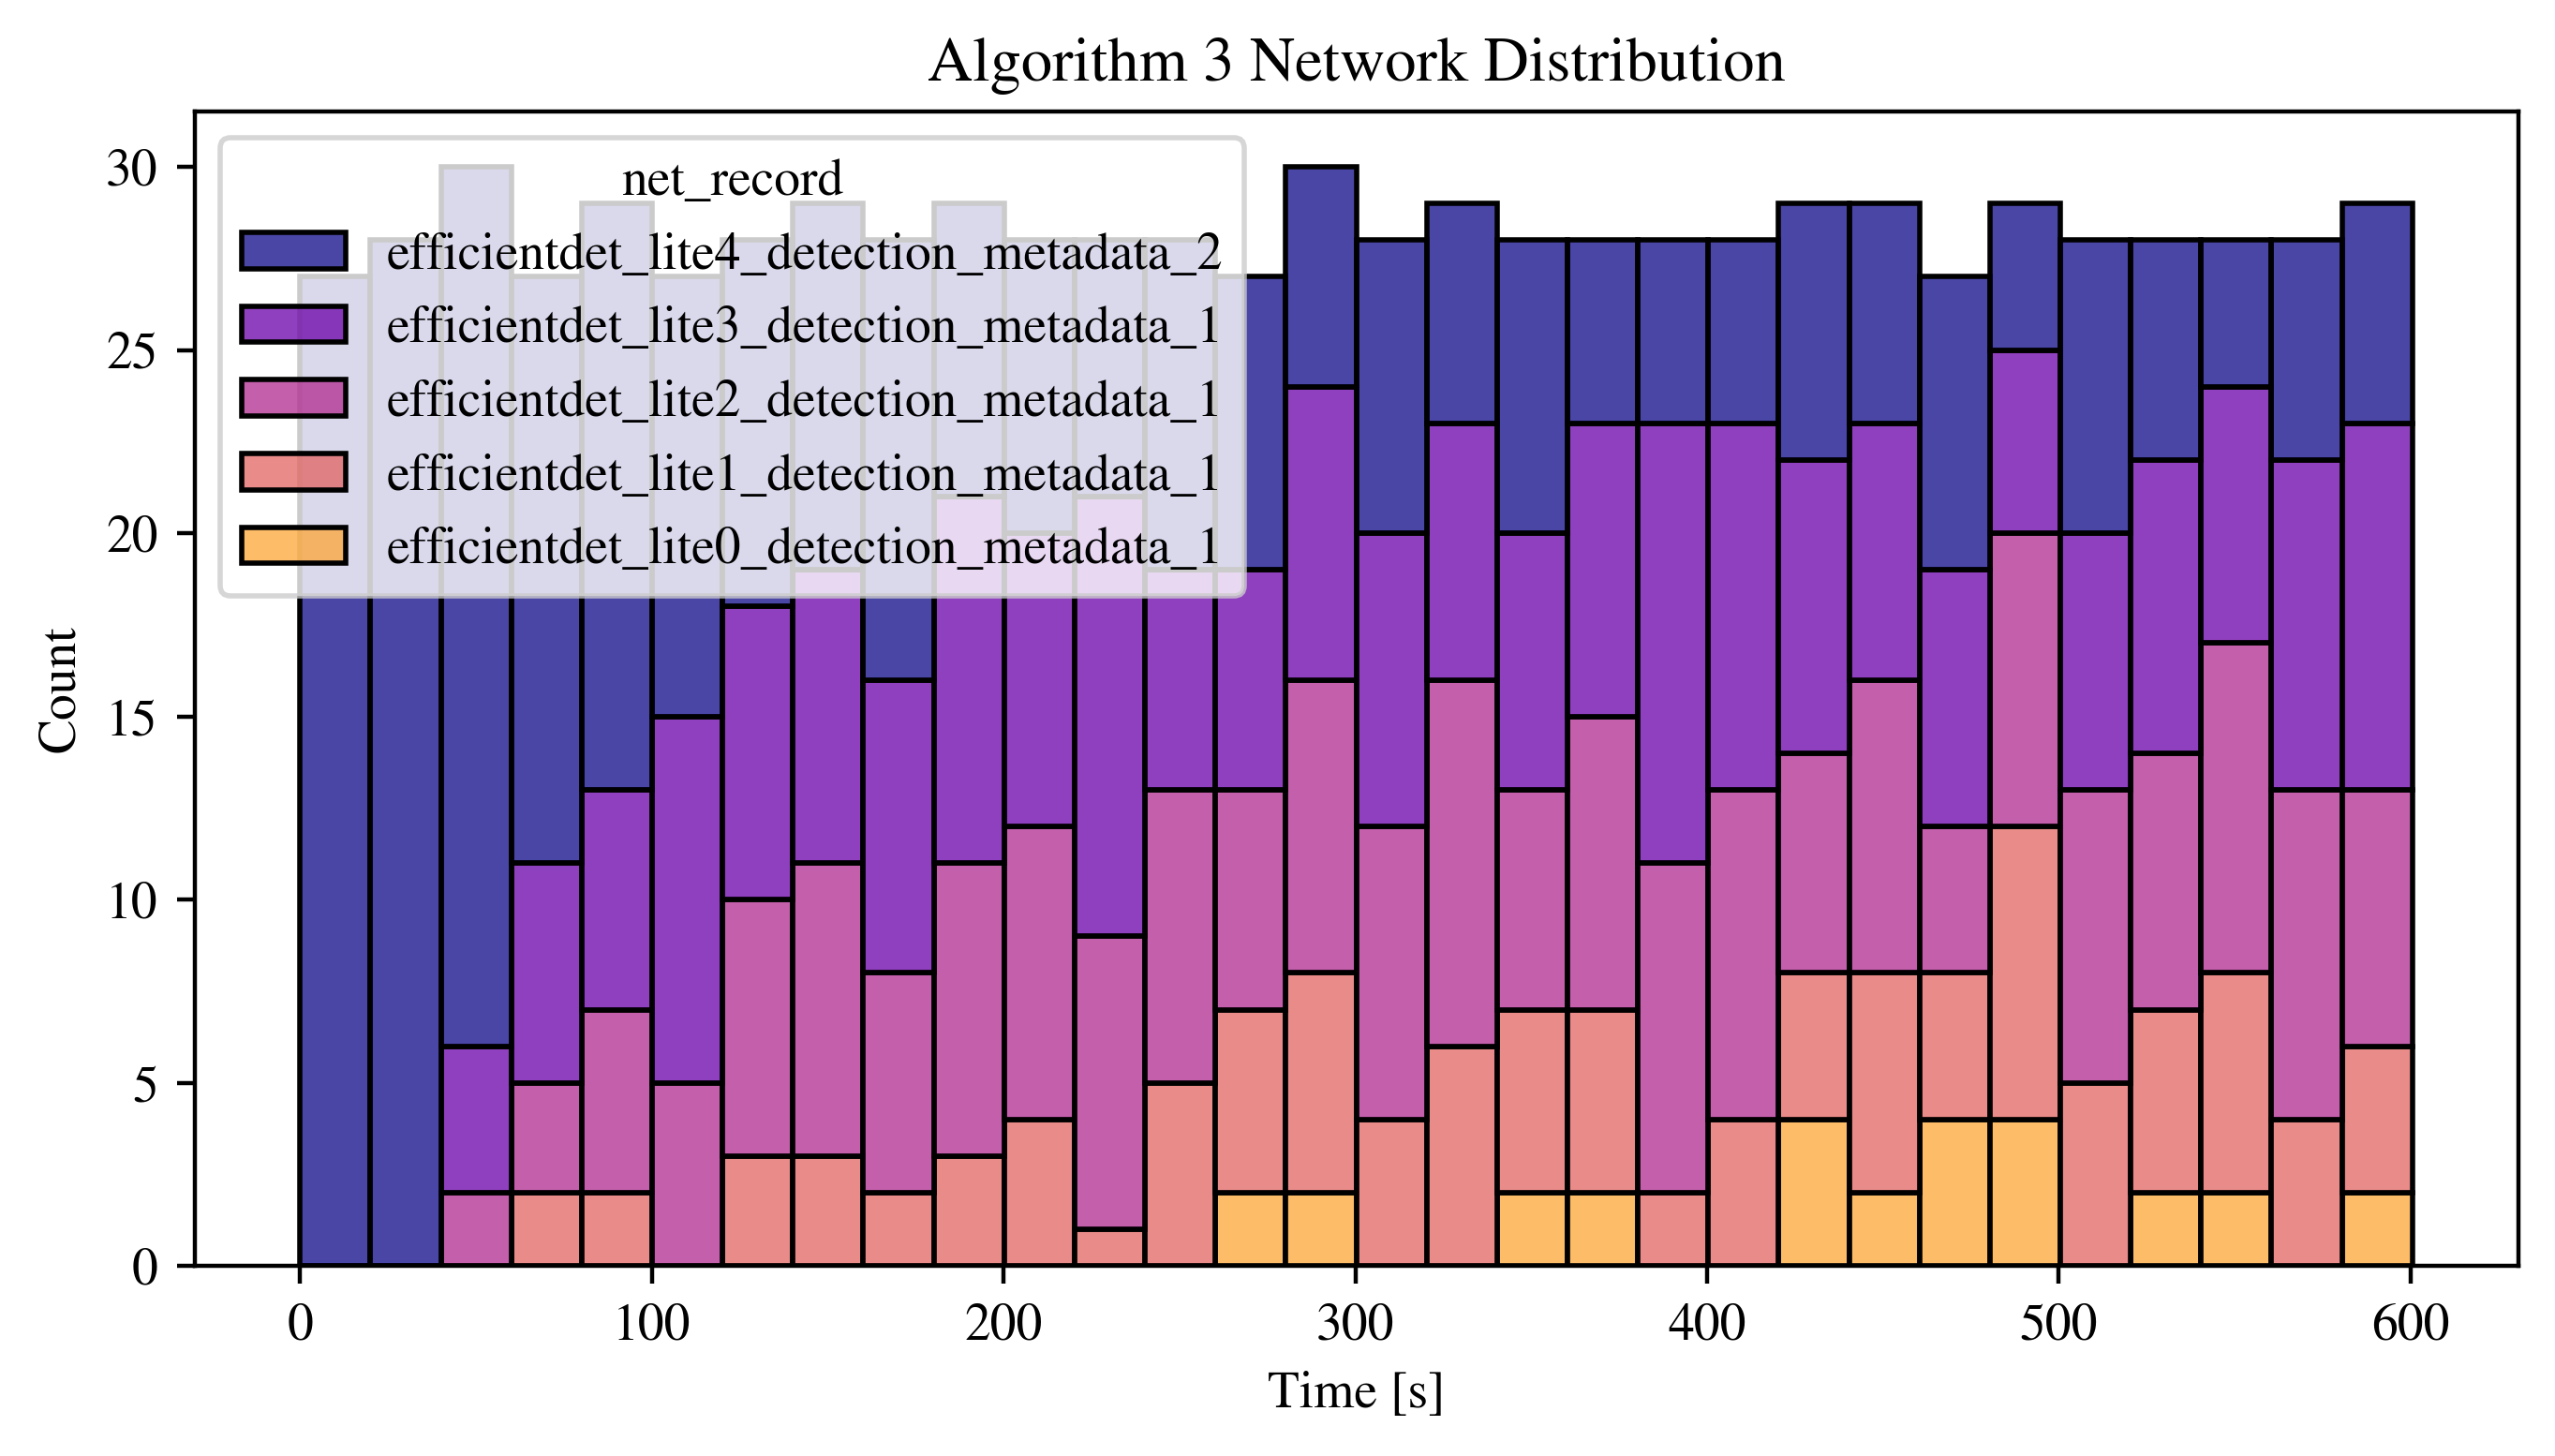 Algorithm 3 Network Distribution
net_record
efficientdet_lite4_detection_metadata_2
efficientdet_lite3_detection_metadata_1
efficientdet_lite2_detection_metadata_1
efficientdet_lite1_detection_metadata_1
efficientdet_lite0_detection_metadata_1
30
25
20
15
10
5
0
Count
0 100 200 300 400 500 600
Time [s]